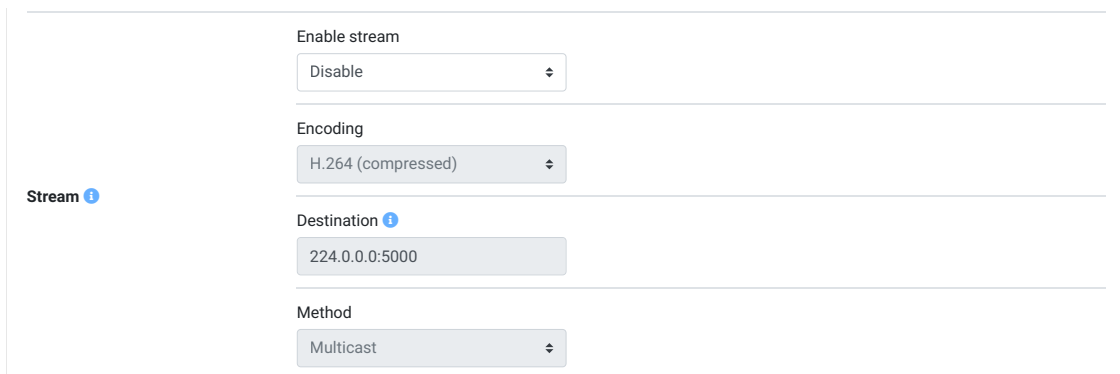 Enable stream
Disable
Encoding
H.264 (compressed)
Stream
Destination
224.0.0.0:5000
Method
Multicast